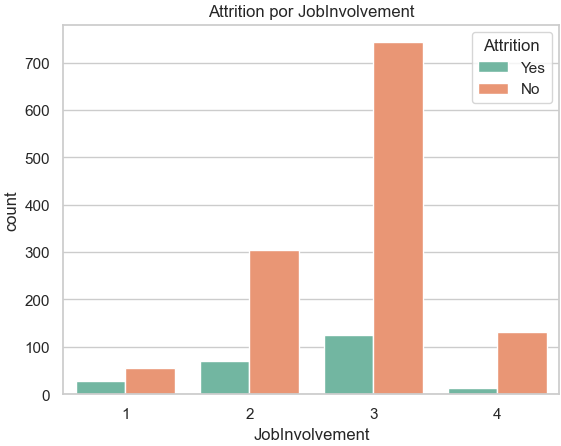 Attrition por JobInvolvement
Attrition
Yes
No
700
600
500
400
300
200
100
0
count
1 2 3 4
JobInvolvement